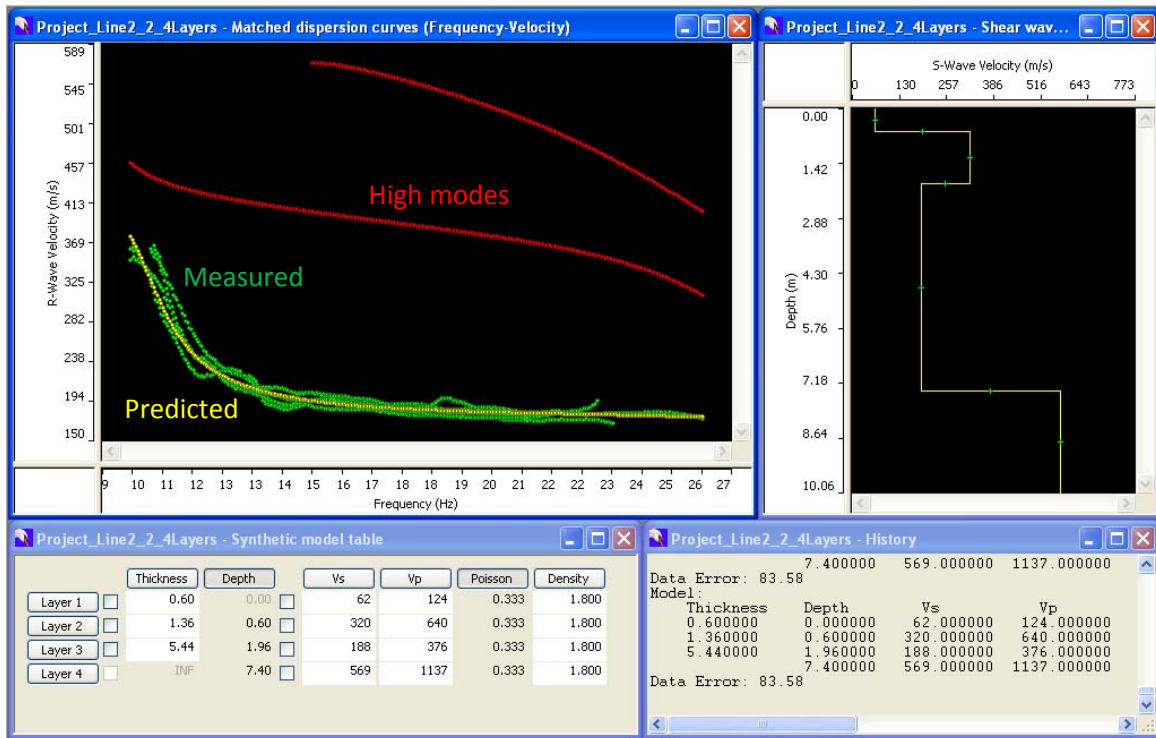 Project_Line2_2_4Layers - Matched dispersion curves (Frequency-Velocity)
589
545
501
457
413
369
325
282
238
194
150
R-Wave Velocity (m/s)
High modes
Measured
Predicted
9 10 11 12 13 13 14 15 16 17 18 19 20 20 21 22 23 24 25 26 27
Frequency (Hz)
Project_Line2_2_4Layers - Shear wav...
S-Wave Velocity (m/s)
0 130 257 386 516 643 773
0.00
1.42
2.88
4.30
5.76
7.18
8.64
10.06
Depth (m)
Project_Line2_2_4Layers - Synthetic model table
Thickness Depth Vs Vp Poisson Density
Layer 1 0.60 0.00 62 124 0.333 1.800
Layer 2 1.36 0.60 320 640 0.333 1.800
Layer 3 5.44 1.96 188 376 0.333 1.800
Layer 4 INF 7.40 569 1137 0.333 1.800
Project_Line2_2_4Layers - History
7.400000 569.000000 1137.000000
Data Error: 83.58
Model:
Thickness Depth Vs Vp
0.600000 0.000000 62.000000 124.000000
1.360000 0.600000 320.000000 640.000000
5.440000 1.960000 188.000000 376.000000
7.400000 569.000000 1137.000000
Data Error: 83.58